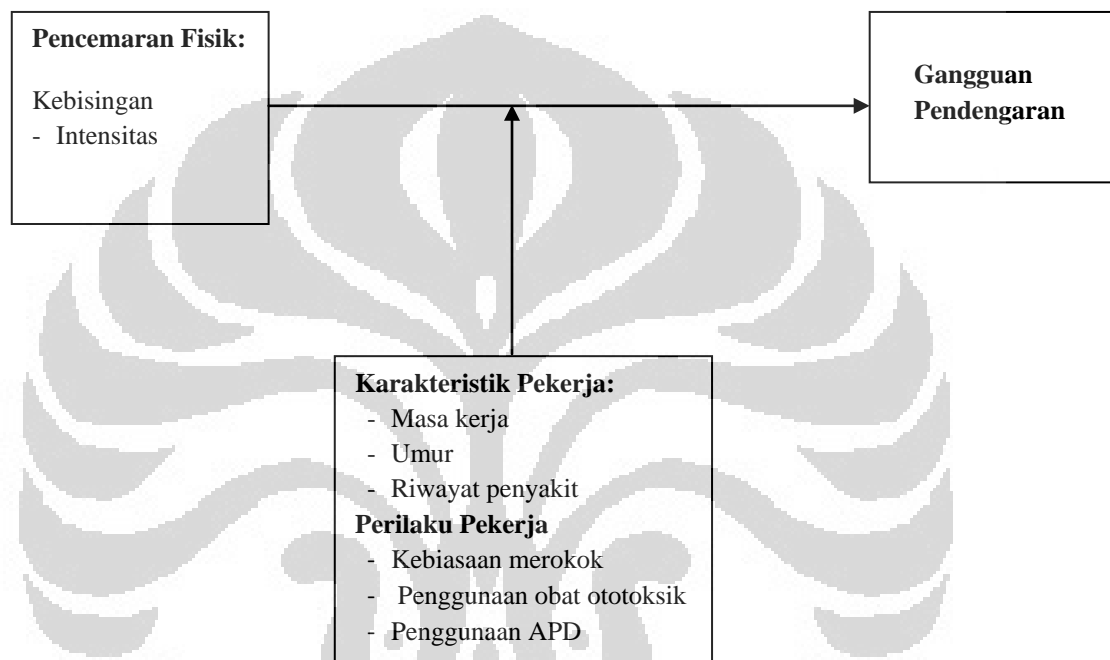 Pencemaran Fisik:
Kebisingan
- Intensitas
Gangguan
Pendengaran
Karakteristik Pekerja:
- Masa kerja
- Umur
- Riwayat penyakit
Perilaku Pekerja
- Kebiasaan merokok
- Penggunaan obat ototoksik
- Penggunaan APD